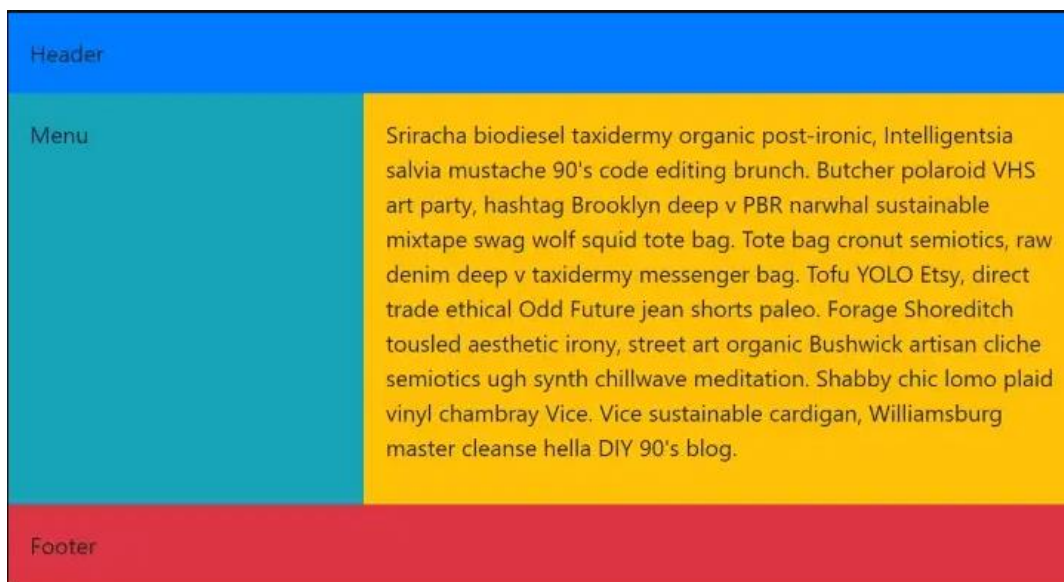 Header
Menu
Sriracha biodiesel taxidermy organic post-ironic, Intelligentsia
salvia mustache 90's code editing brunch. Butcher polaroid VHS
art party, hashtag Brooklyn deep v PBR narwhal sustainable
mixtape swag wolf squid tote bag. Tote bag cronut semiotics, raw
denim deep v taxidermy messenger bag. Tofu YOLO Etsy, direct
trade ethical Odd Future jean shorts paleo. Forage Shoreditch
tousled aesthetic irony, street art organic Bushwick artisan cliche
semiotics ugh synth chillwave meditation. Shabby chic lomo plaid
vinyl chambray Vice. Vice sustainable cardigan, Williamsburg
master cleanse hella DIY 90's blog.
Footer